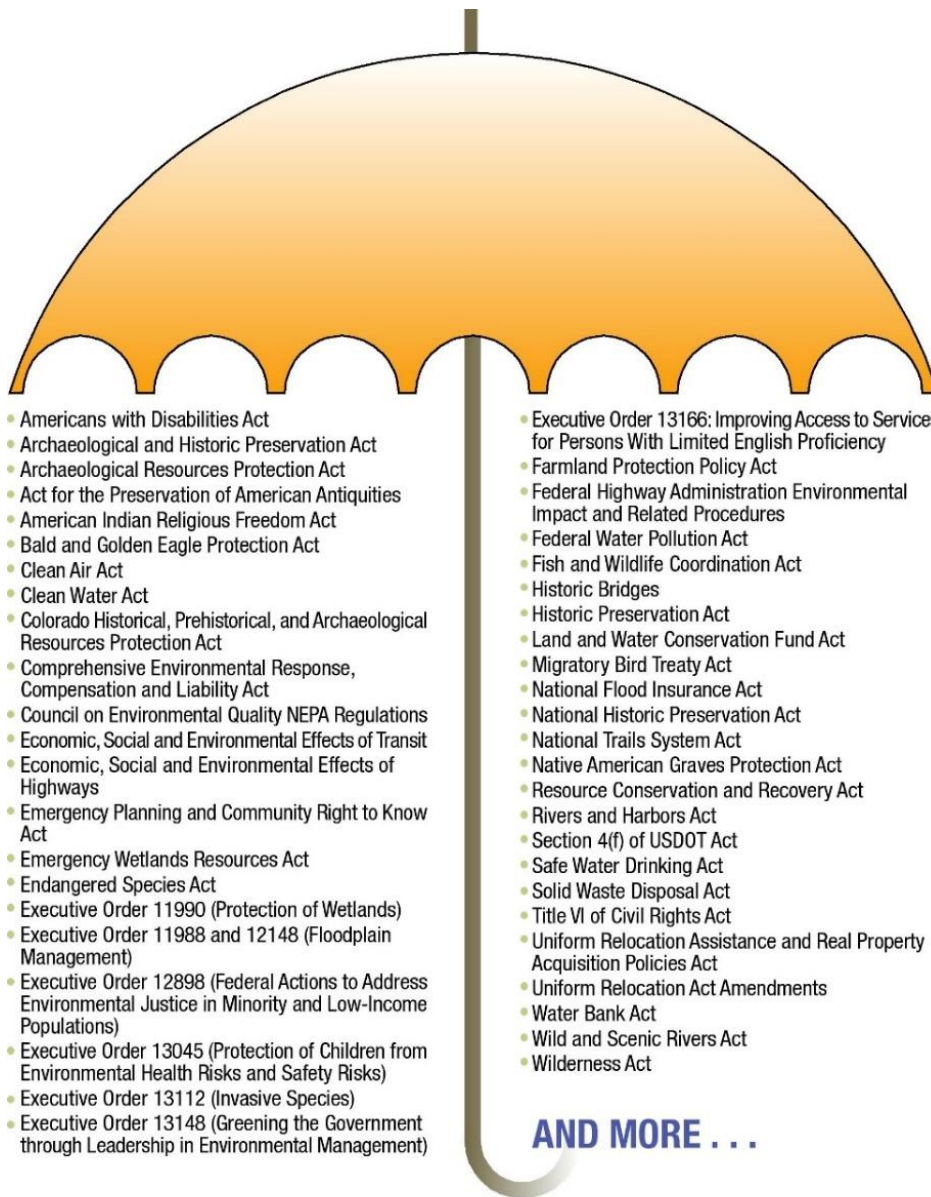 • Americans with Disabilities Act
• Archaeological and Historic Preservation Act
• Archaeological Resources Protection Act
• Act for the Preservation of American Antiquities
• American Indian Religious Freedom Act
• Bald and Golden Eagle Protection Act
• Clean Air Act
• Clean Water Act
• Colorado Historical, Prehistorical, and Archaeological
Resources Protection Act
• Comprehensive Environmental Response,
Compensation and Liability Act
• Council on Environmental Quality NEPA Regulations
• Economic, Social and Environmental Effects of Transit
• Economic, Social and Environmental Effects of
Highways
• Emergency Planning and Community Right to Know
Act
• Emergency Wetlands Resources Act
• Endangered Species Act
• Executive Order 11990 (Protection of Wetlands)
• Executive Order 11988 and 12148 (Floodplain
Management)
• Executive Order 12898 (Federal Actions to Address
Environmental Justice in Minority and Low-Income
Populations)
• Executive Order 13045 (Protection of Children from
Environmental Health Risks and Safety Risks)
• Executive Order 13112 (Invasive Species)
• Executive Order 13148 (Greening the Government
through Leadership in Environmental Management)
• Executive Order 13166: Improving Access to Service
for Persons With Limited English Proficiency
• Farmland Protection Policy Act
• Federal Highway Administration Environmental
Impact and Related Procedures
• Federal Water Pollution Act
• Fish and Wildlife Coordination Act
• Historic Bridges
• Historic Preservation Act
• Land and Water Conservation Fund Act
• Migratory Bird Treaty Act
• National Flood Insurance Act
• National Historic Preservation Act
• National Trails System Act
• Native American Graves Protection Act
• Resource Conservation and Recovery Act
• Rivers and Harbors Act
• Section 4(f) of USDOT Act
• Safe Water Drinking Act
• Solid Waste Disposal Act
• Title VI of Civil Rights Act
• Uniform Relocation Assistance and Real Property
Acquisition Policies Act
• Uniform Relocation Act Amendments
• Water Bank Act
• Wild and Scenic Rivers Act
• Wilderness Act
AND MORE . . .